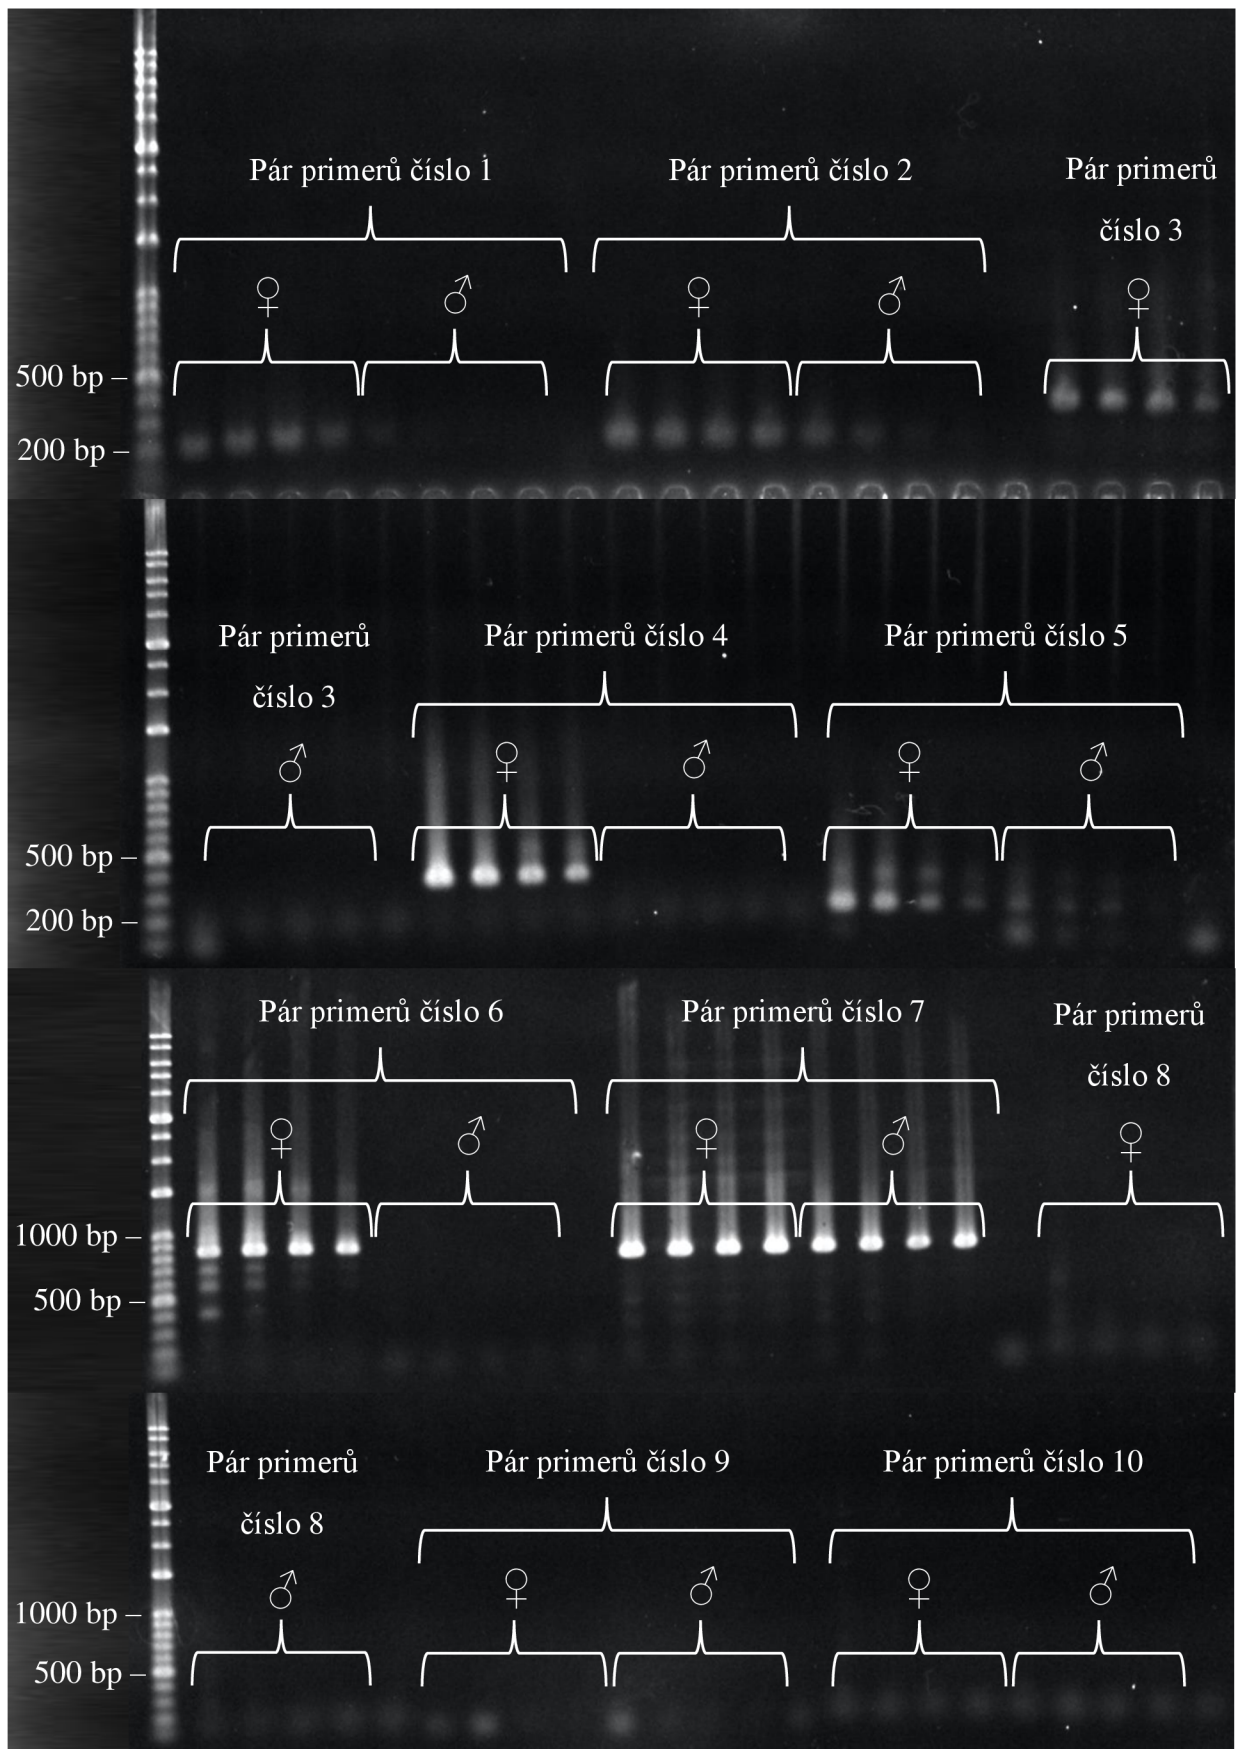 Pár primerů číslo 1
Pár primerů číslo 2
Pár primerů
číslo 3
♀
♂
♀
♂
♀
500 bp –
200 bp –
Pár primerů
číslo 3
Pár primerů číslo 4
Pár primerů číslo 5
♂
♀
♂
♀
♂
500 bp –
200 bp –
Pár primerů číslo 6
Pár primerů číslo 7
Pár primerů
číslo 8
♀
♂
♀
♂
♀
1000 bp –
500 bp –
Pár primerů
číslo 8
Pár primerů číslo 9
Pár primerů číslo 10
♂
♀
♂
♀
♂
1000 bp –
500 bp –